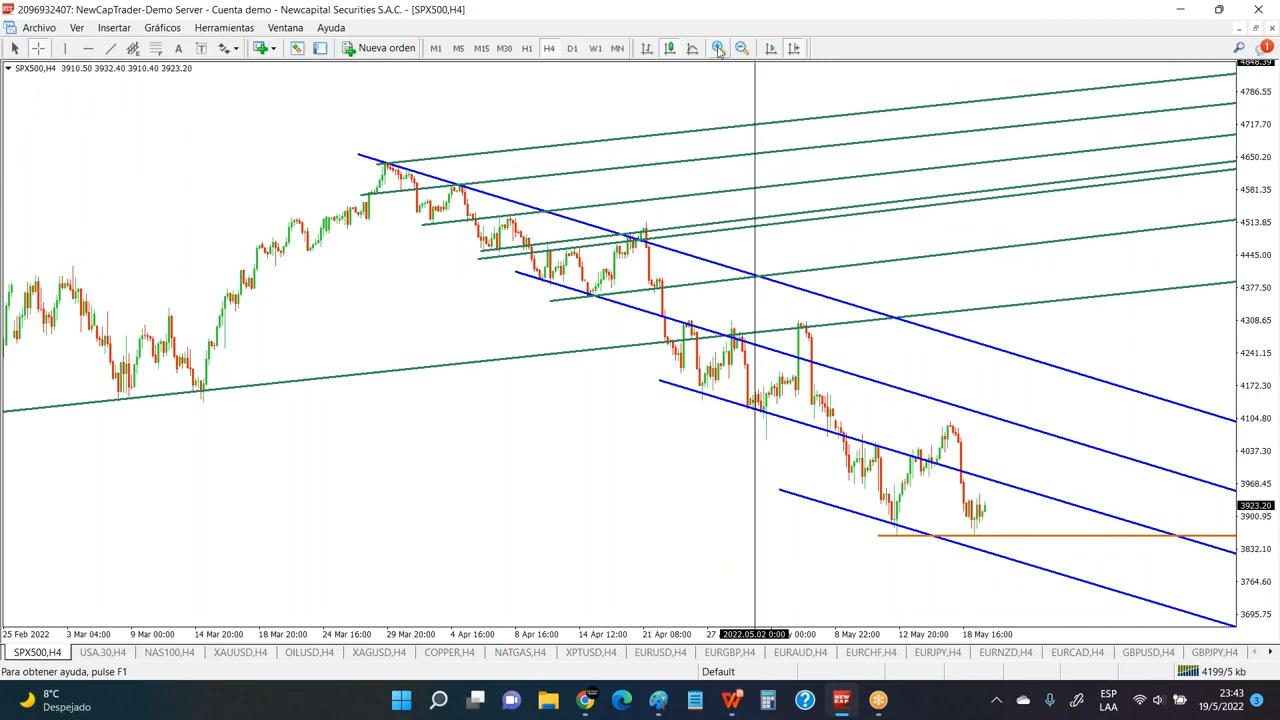 2096932407: NewCapTrader-Demo Server - Cuenta demo - Newcapital Securities S.A.C. - [SPX500,H4]
Archivo Ver Insertar Gráficos Herramientas Ventana Ayuda
A T Nueva orden M1 M5 M15 M30 H1 H4 D1 W1 MN 1
SPX500,H4 3910.50 3932.40 3910.40 3923.20
4848.39
4786.55
4717.70
4650.20
4581.35
4513.85
4445.00
4377.50
4308.65
4241.15
4172.30
4104.80
4037.30
3968.45
3923.20
3900.95
3832.10
3764.60
3695.75
25 Feb 2022 3 Mar 04:00 9 Mar 00:00 14 Mar 20:00 18 Mar 20:00 24 Mar 16:00 29 Mar 20:00 4 Apr 16:00 8 Apr 16:00 14 Apr 12:00 21 Apr 08:00 27 2022.05.02 0:00 y 00:00 8 May 22:00 12 May 20:00 18 May 16:00
SPX500,H4 USA.30,H4 NAS100,H4 XAUUSD,H4 OILUSD,H4 XAGUSD,H4 COPPER,H4 NATGAS,H4 XPTUSD,H4 EURUSD,H4 EURGBP,H4 EURAUD,H4 EURCHF,H4 EURJPY,H4 EURNZD,H4 EURCAD,H4 GBPUSD,H4 GBPJPY,H4
Para obtener ayuda, pulse F1 Default 4199/5 kb
8°C
Despejado
NEW CAP
ESP
LAA
23:43
19/5/2022
3